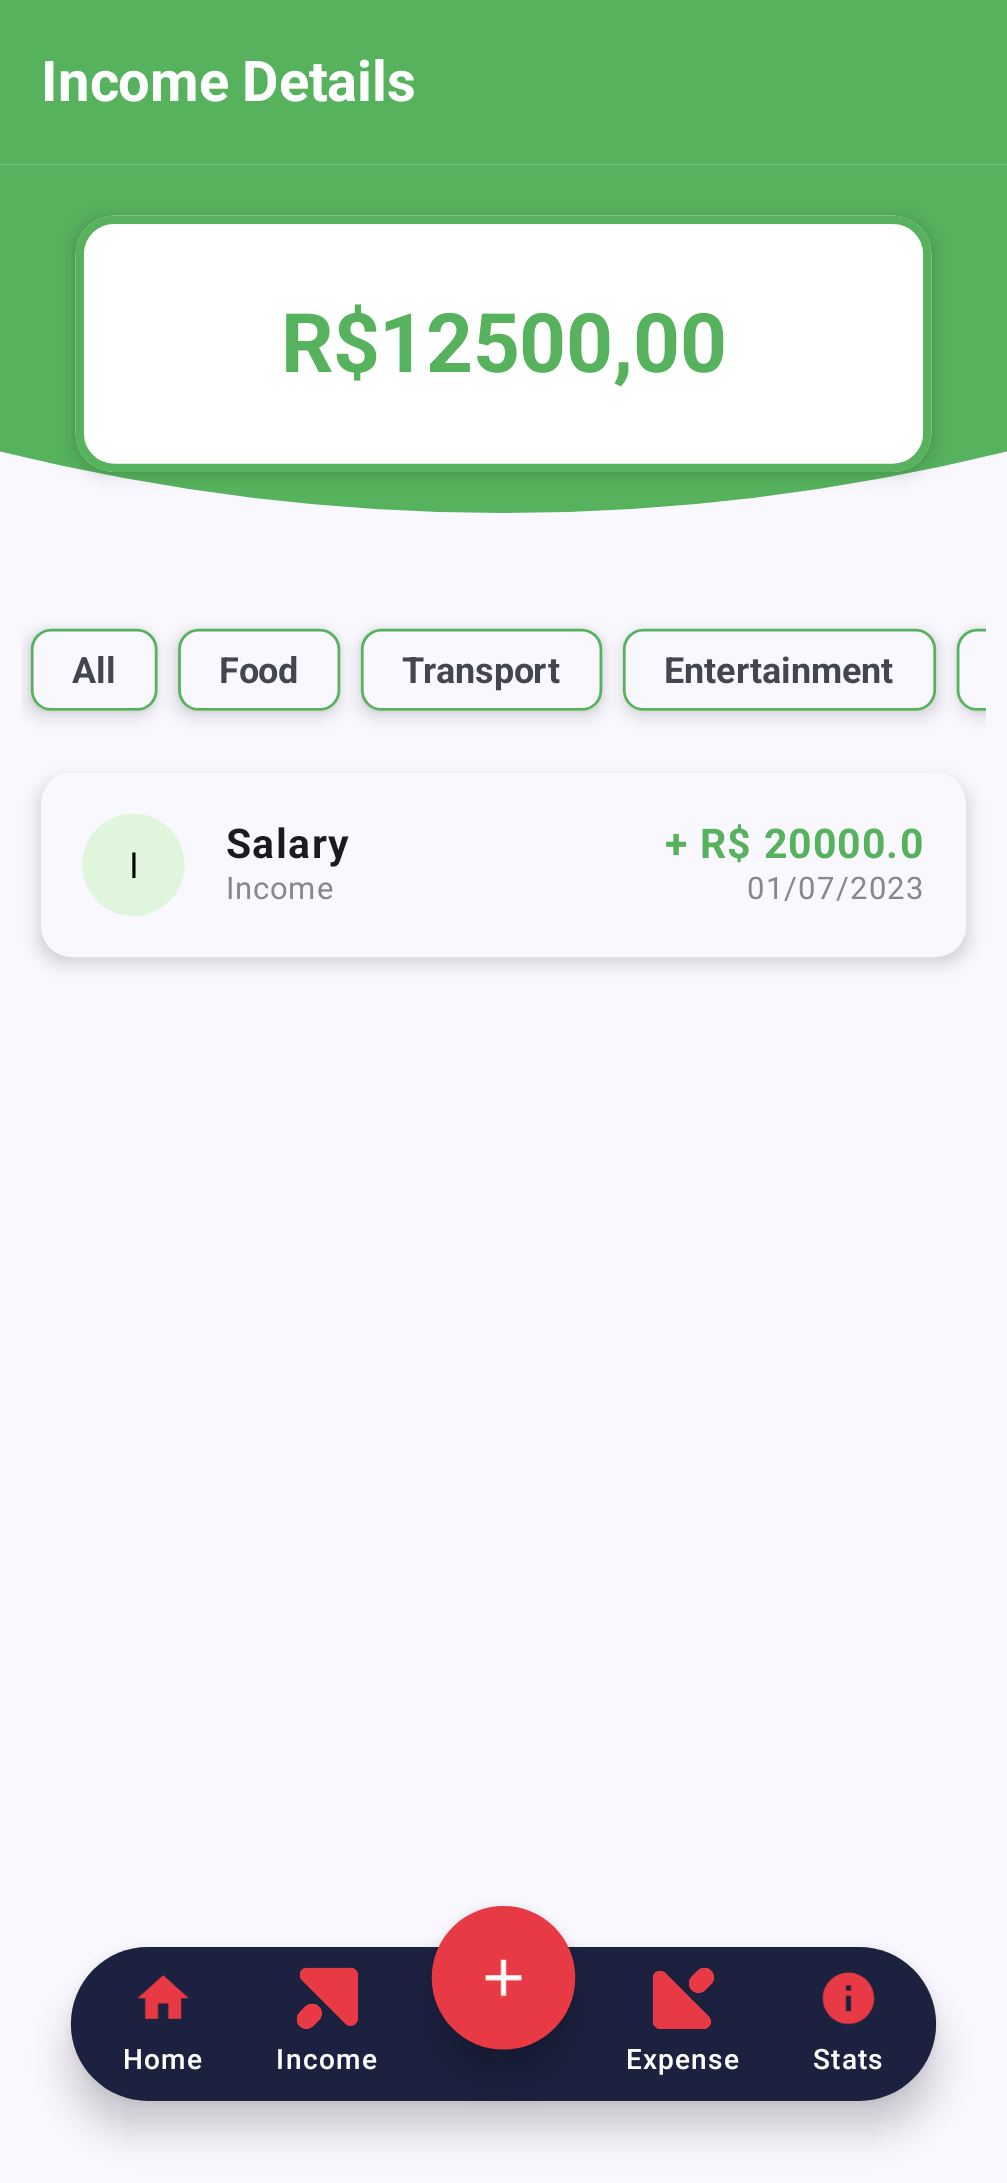 Income Details
R$12500,00
All Food Transport Entertainment
I
Salary + R$ 20000.0
Income 01/07/2023
+
Home Income Expense Stats